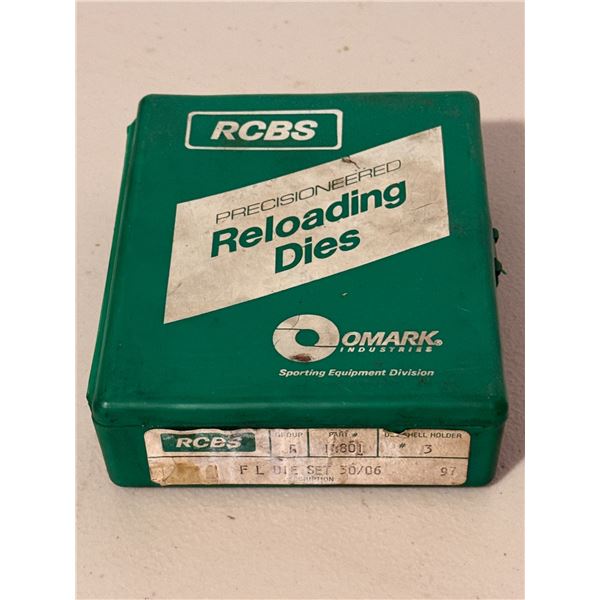 RCBS
PRECISIONEERED
Reloading
Dies
OMARK®
INDUSTRIES
Sporting Equipment Division
RCBS GROUP PART # SHELL HOLDER
801 # 3
F L DIE SET 30/06 97